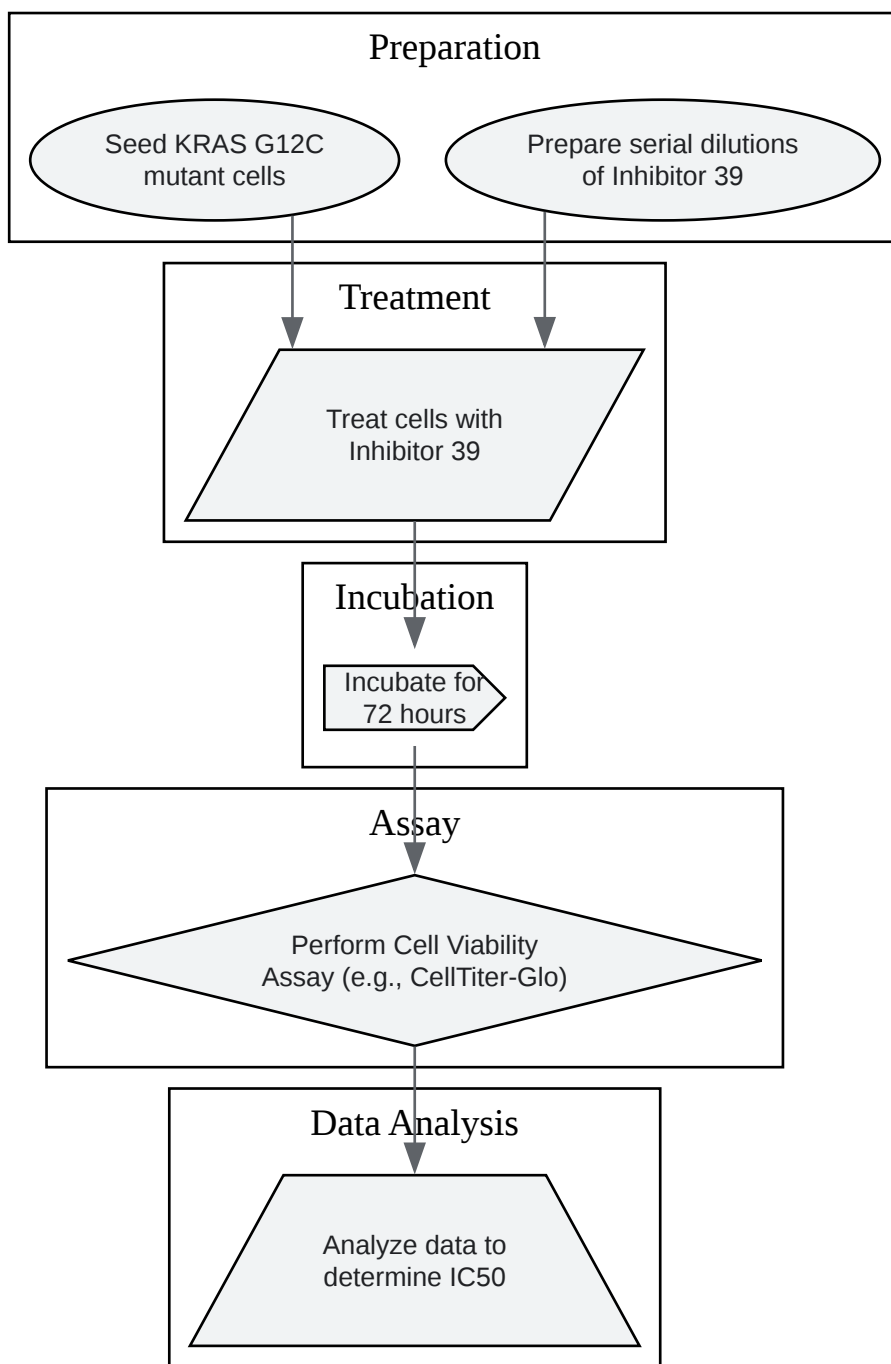 Preparation
Seed KRAS G12C
mutant cells
Prepare serial dilutions
of Inhibitor 39
Treatment
Treat cells with
Inhibitor 39
Incubation
Incubate for
72 hours
Assay
Perform Cell Viability
Assay (e.g., CellTiter-Glo)
Data Analysis
Analyze data to
determine IC50